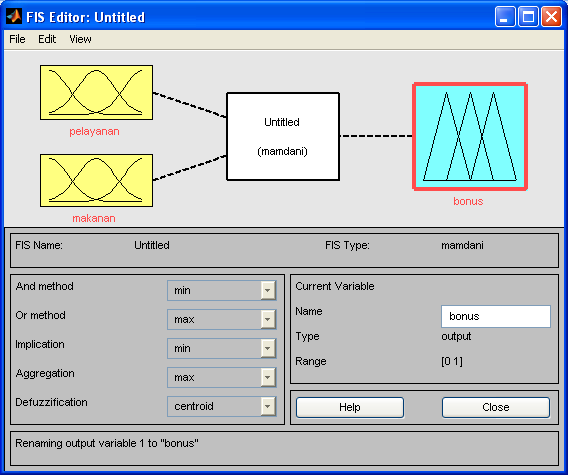 FIS Editor: Untitled
File Edit View
pelayanan
makanan
Untitled
(mamdani)
bonus
FIS Name: Untitled FIS Type: mamdani
And method min
Or method max
Implication min
Aggregation max
Defuzzification centroid
Current Variable
Name bonus
Type output
Range [0 1]
Help Close
Renaming output variable 1 to "bonus"